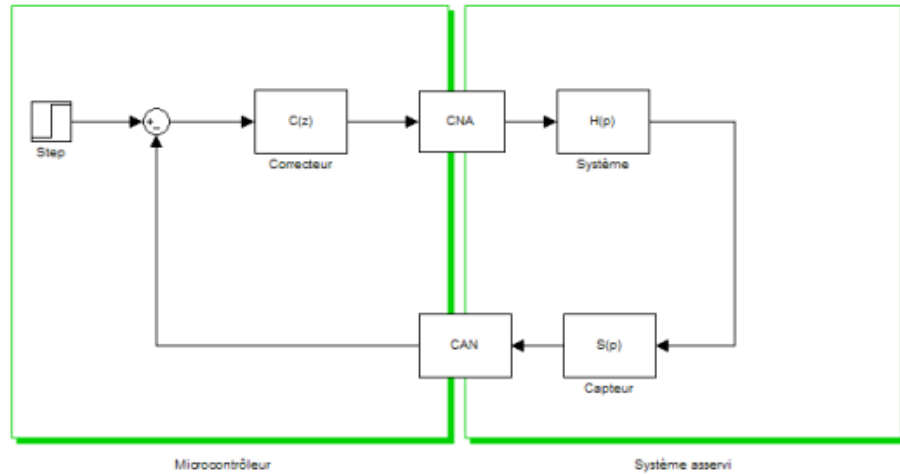 C(z)
CNA
H(p)
Step
Correcteur
Système
CAN
S(p)
Capteur
Microcontrôleur
Système asservi